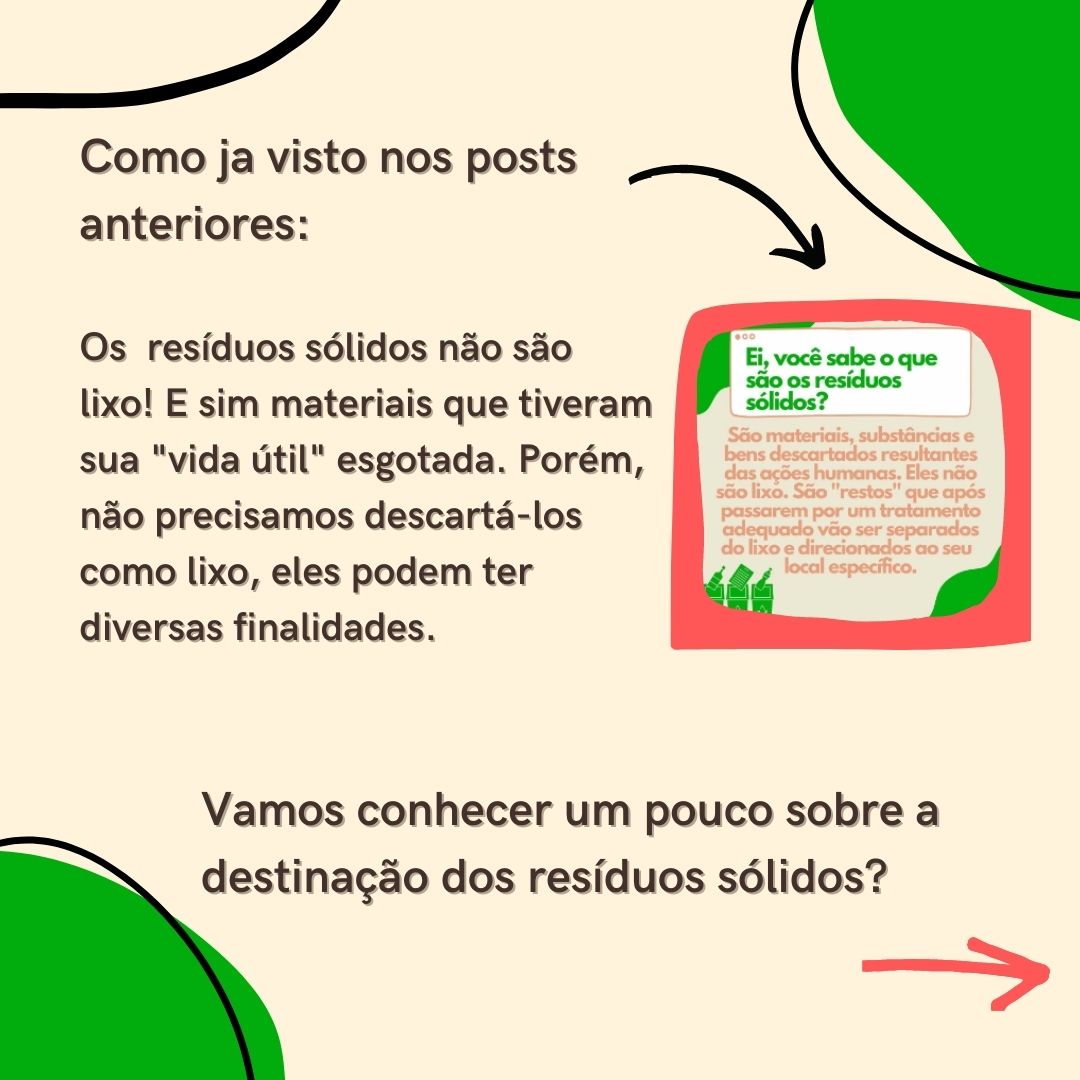 Como ja visto nos posts
anteriores:
Os  resíduos sólidos não são
lixo! E sim materiais que tiveram
sua "vida útil" esgotada. Porém,
não precisamos descartá-los
como lixo, eles podem ter
diversas finalidades.
Ei, você sabe o que
são os resíduos
sólidos?
São materiais, substâncias e
bens descartados resultantes
das ações humanas. Eles não
são lixo. São "restos" que após
passarem por um tratamento
adequado vão ser separados
do lixo e direcionados ao seu
local específico.
Vamos conhecer um pouco sobre a
destinação dos resíduos sólidos?